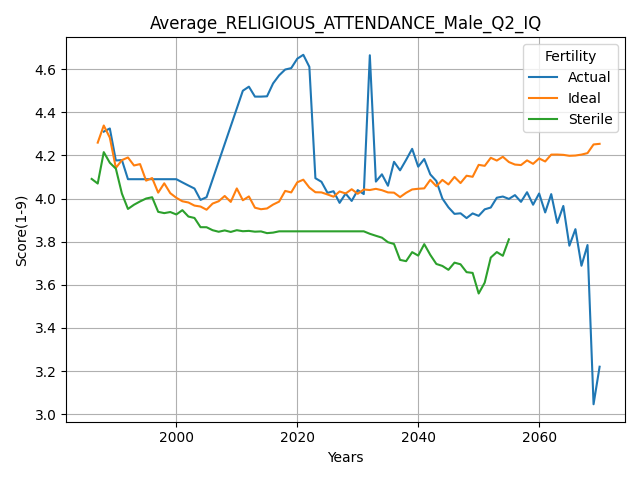 Average_RELIGIOUS_ATTENDANCE_Male_Q2_IQ
Fertility
Actual
Ideal
Sterile
Score(1-9)
4.6
4.4
4.2
4.0
3.8
3.6
3.4
3.2
3.0
2000
2020
2040
2060
Years